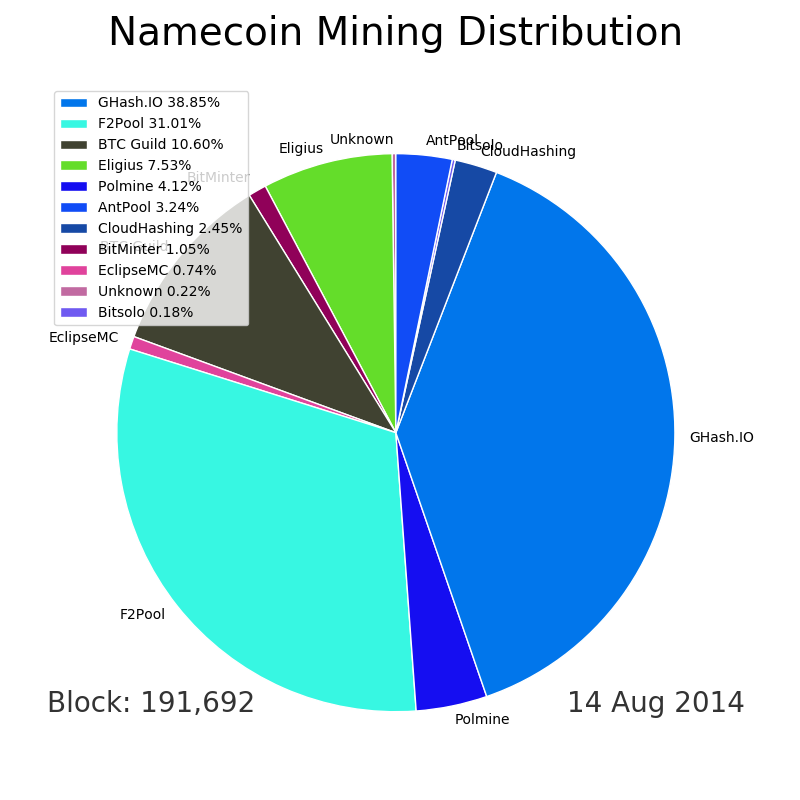 Namecoin Mining Distribution
GHash.IO 38.85%
F2Pool 31.01%
BTC Guild 10.60%
Eligius 7.53%
Polmine 4.12%
AntPool 3.24%
CloudHashing 2.45%
BitMinter 1.05%
EclipseMC 0.74%
Unknown 0.22%
Bitsolo 0.18%
Unknown
AntPool
Bitsolo
CloudHashing
Eligius
BitMinter
BTC Guild
EclipseMC
GHash.IO
F2Pool
Polmine
Block: 191,692
14 Aug 2014